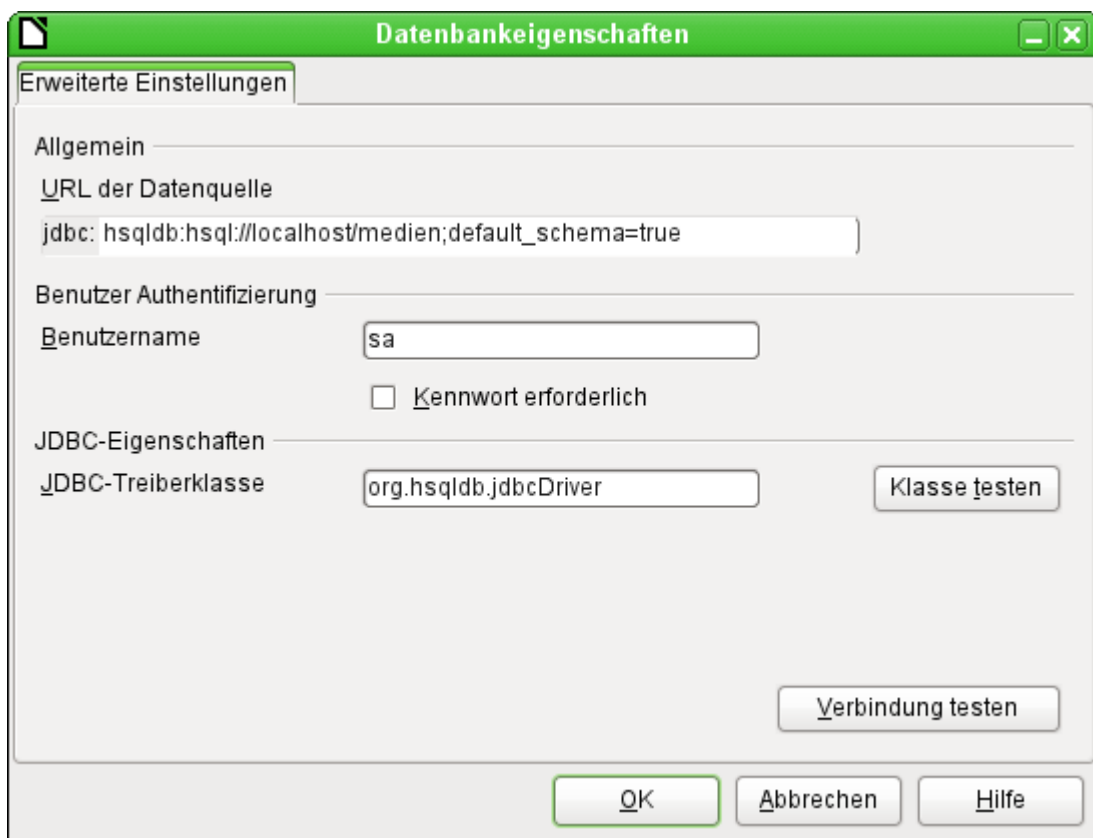 Datenbankeigenschaften
Erweiterte Einstellungen
Allgemein
URL der Datenquelle
jdbc: hsqldb:hsql://localhost/medien;default_schema=true
Benutzer Authentifizierung
Benutzername sa
Kennwort erforderlich
JDBC-Eigenschaften
JDBC-Treiberklasse org.hsqldb.jdbcDriver Klasse testen
Verbindung testen
OK Abbrechen Hilfe